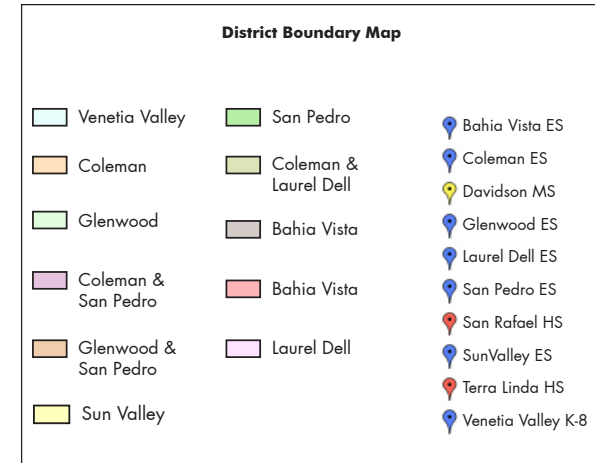 District Boundary Map
Venetia Valley
Coleman
Glenwood
Coleman &
San Pedro
Glenwood &
San Pedro
Sun Valley
San Pedro
Coleman &
Laurel Dell
Bahia Vista
Bahia Vista
Laurel Dell
Bahia Vista ES
Coleman ES
Davidson MS
Glenwood ES
Laurel Dell ES
San Pedro ES
San Rafael HS
SunValley ES
Terra Linda HS
Venetia Valley K-8